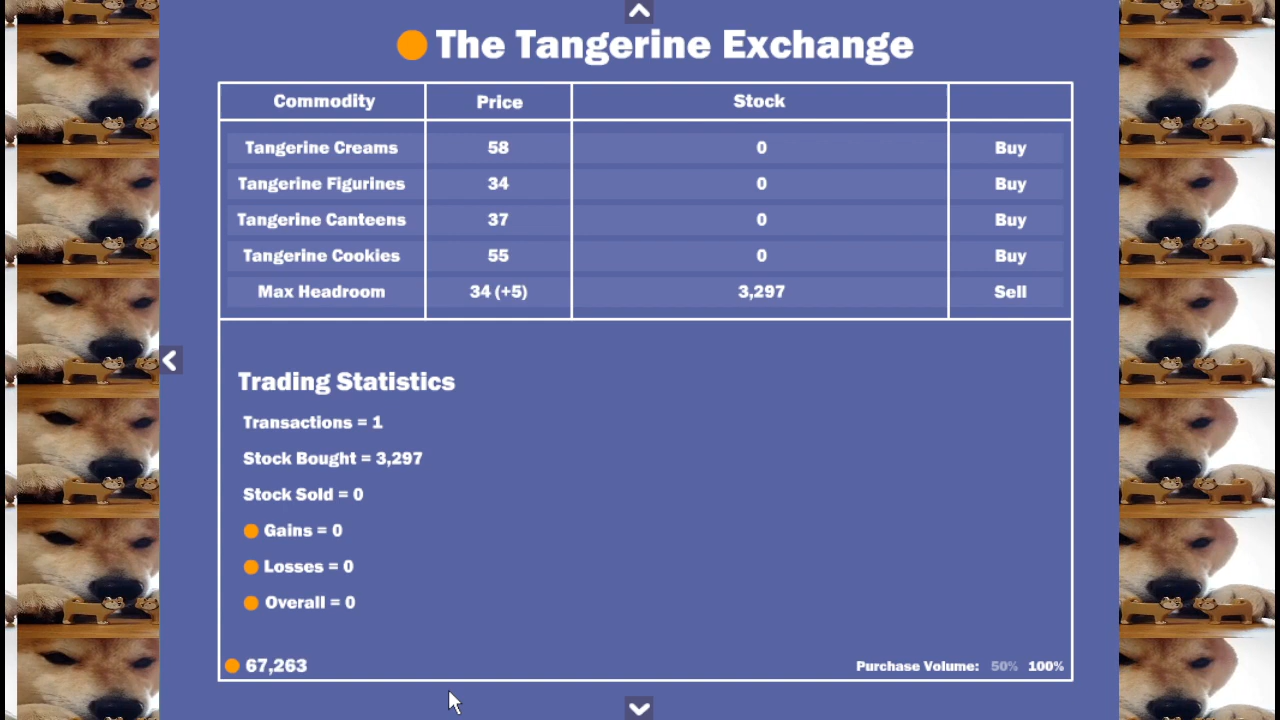 The Tangerine Exchange
Commodity Price Stock
Tangerine Creams 58 0 Buy
Tangerine Figurines 34 0 Buy
Tangerine Canteens 37 0 Buy
Tangerine Cookies 55 0 Buy
Max Headroom 34 (+5) 3,297 Sell
Trading Statistics
Transactions = 1
Stock Bought = 3,297
Stock Sold = 0
Gains = 0
Losses = 0
Overall = 0
67,263 Purchase Volume: 50% 100%